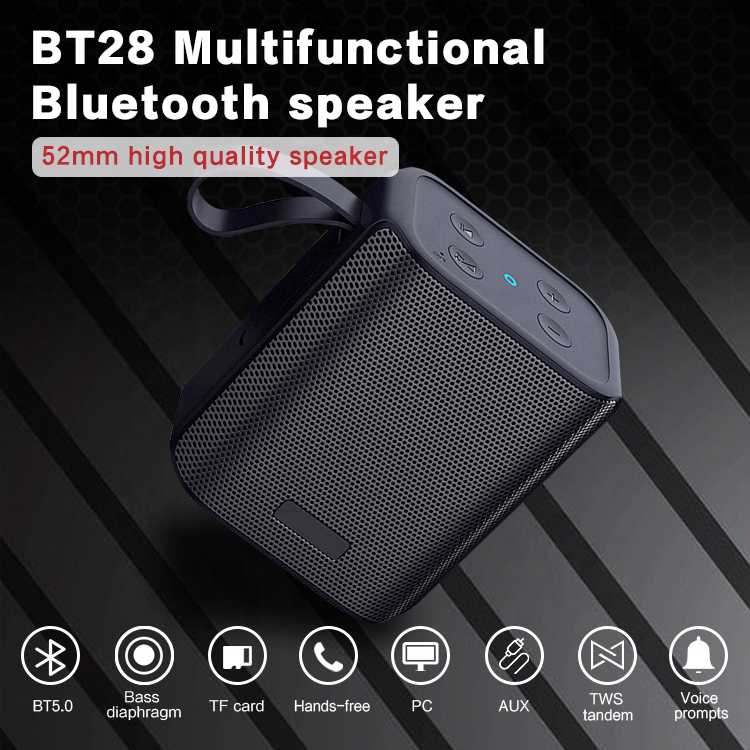 BT28 Multifunctional
Bluetooth speaker
52mm high quality speaker
BT5.0
Bass
diaphragm
TF card
Hands-free
PC
AUX
TWS
tandem
Voice
prompts